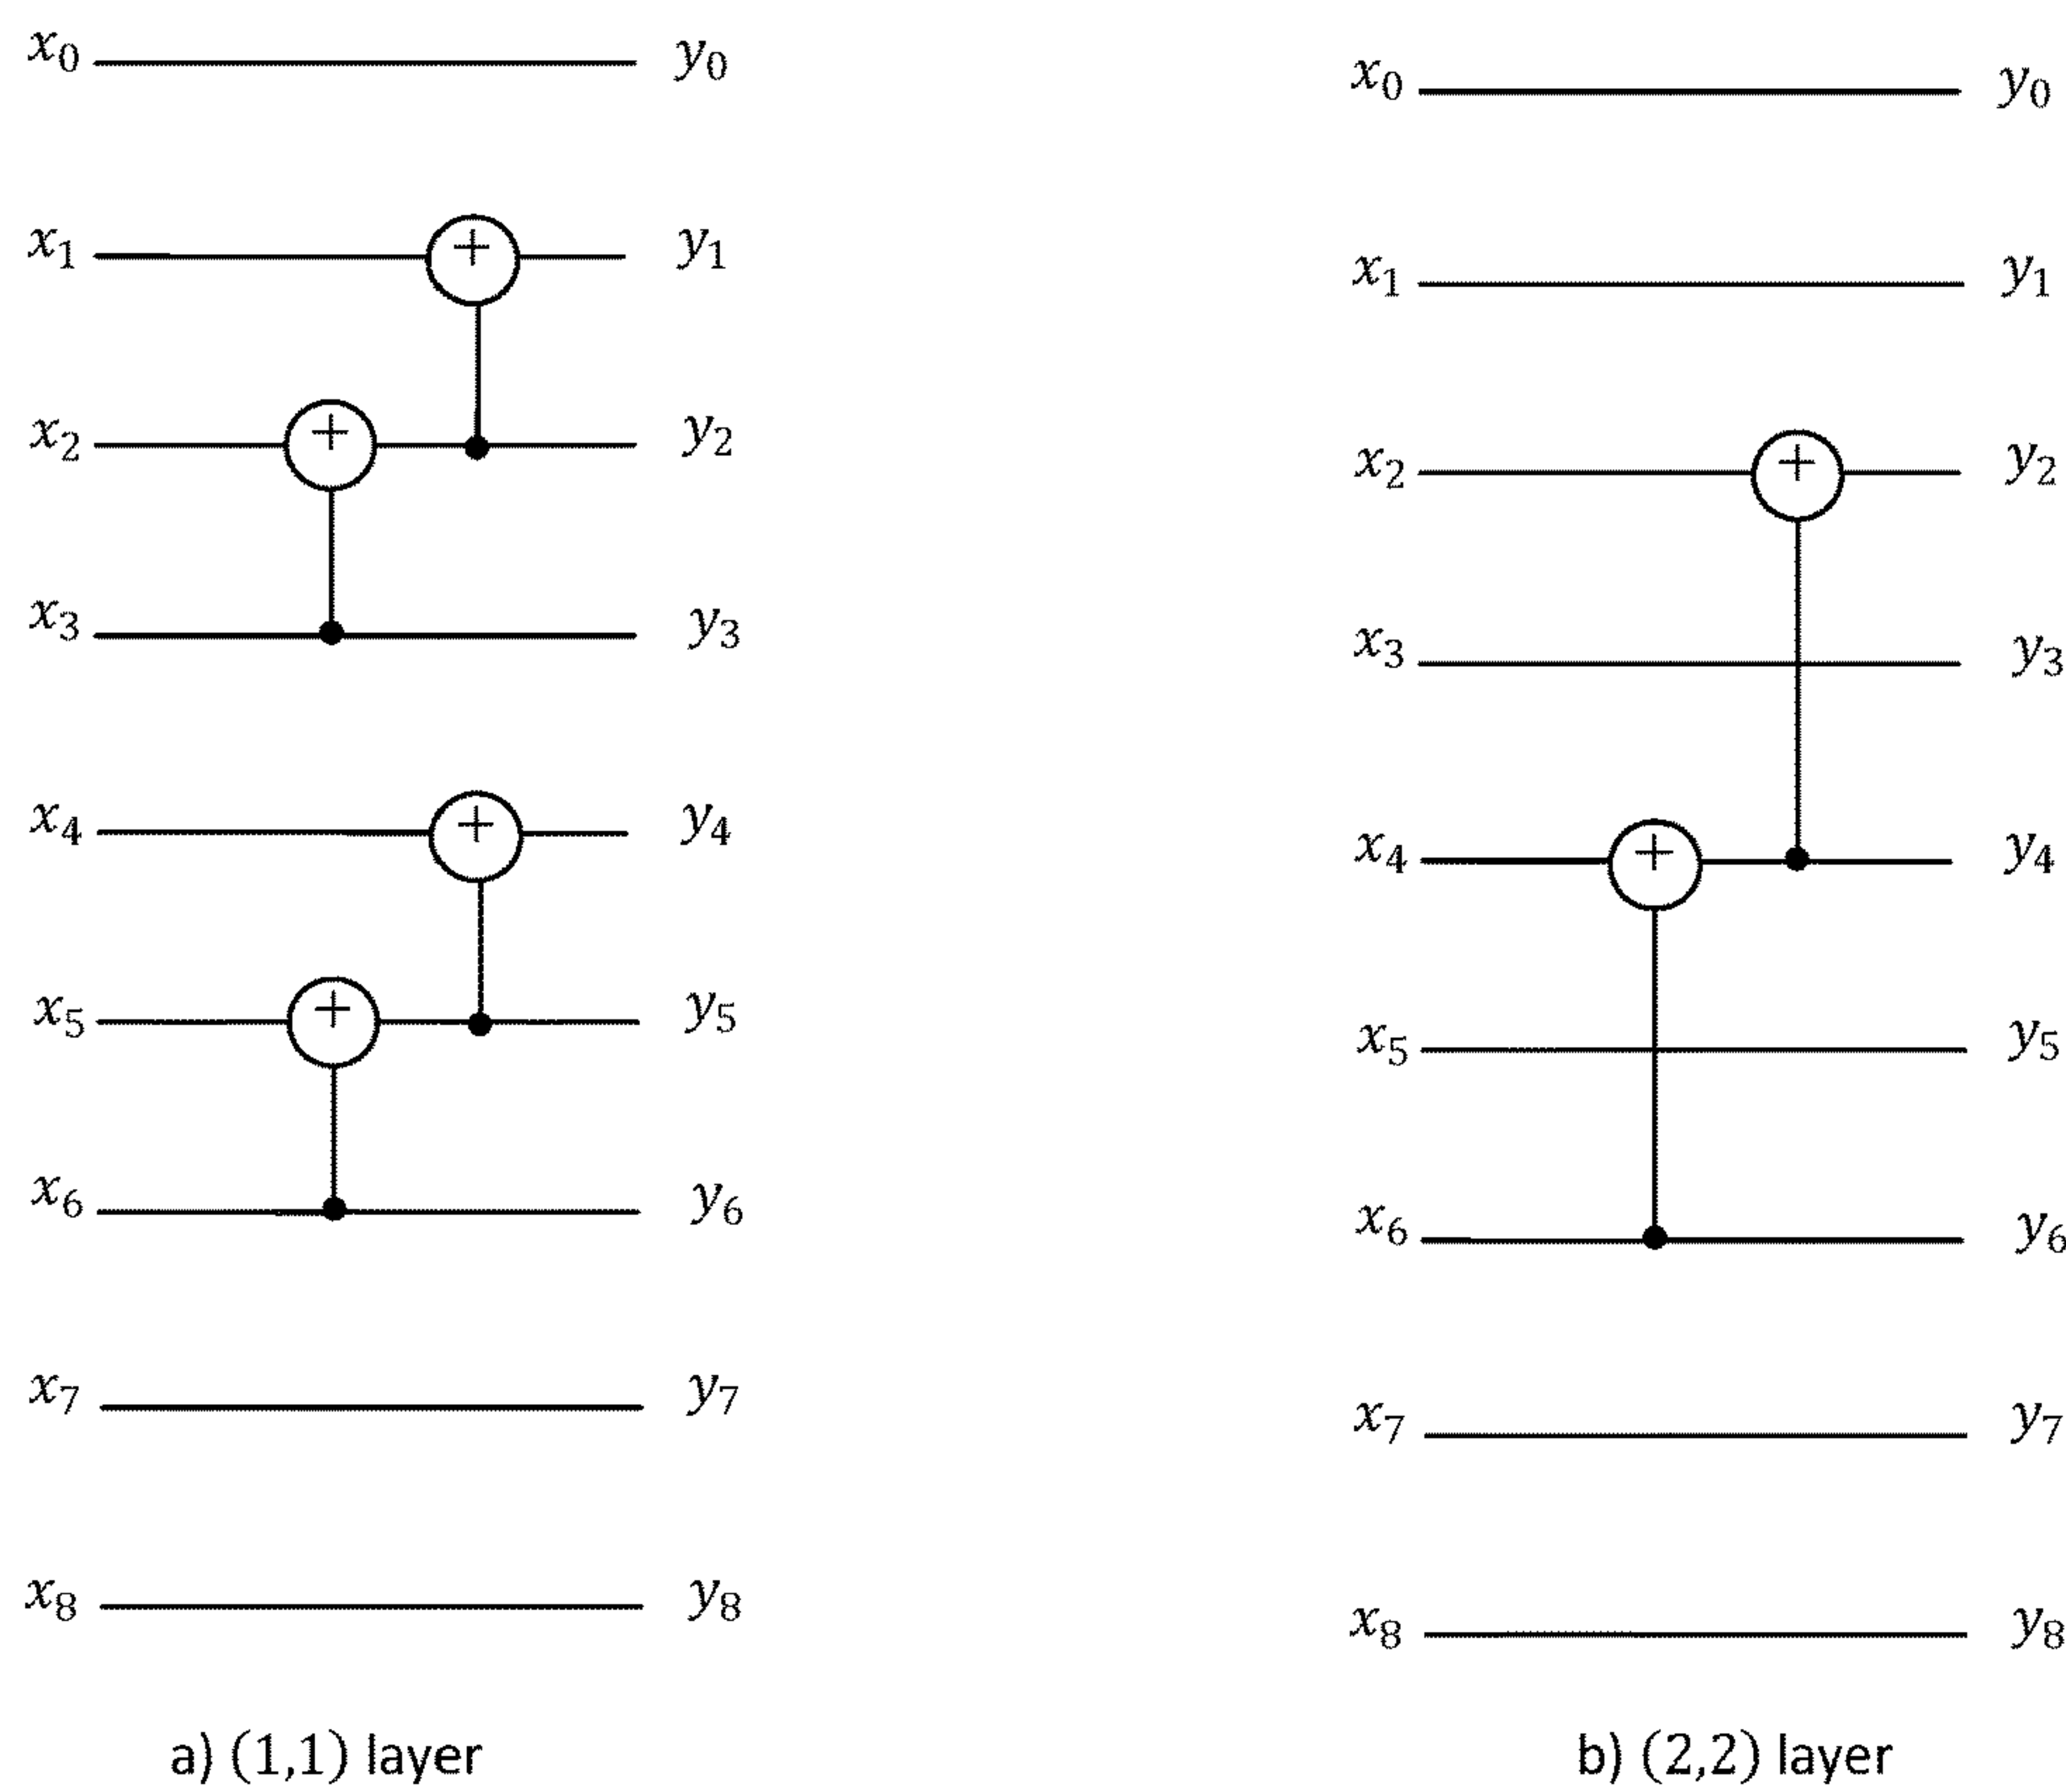 x₀ y₀
x₁ y₁
x₂ y₂
x₃ y₃
x₄ y₄
x₅ y₅
x₆ y₆
x₇ y₇
x₈ y₈
+
+
+
+
a) (1,1) layer
x₀ y₀
x₁ y₁
x₂ y₂
x₃ y₃
x₄ y₄
x₅ y₅
x₆ y₆
x₇ y₇
x₈ y₈
+
+
b) (2,2) layer